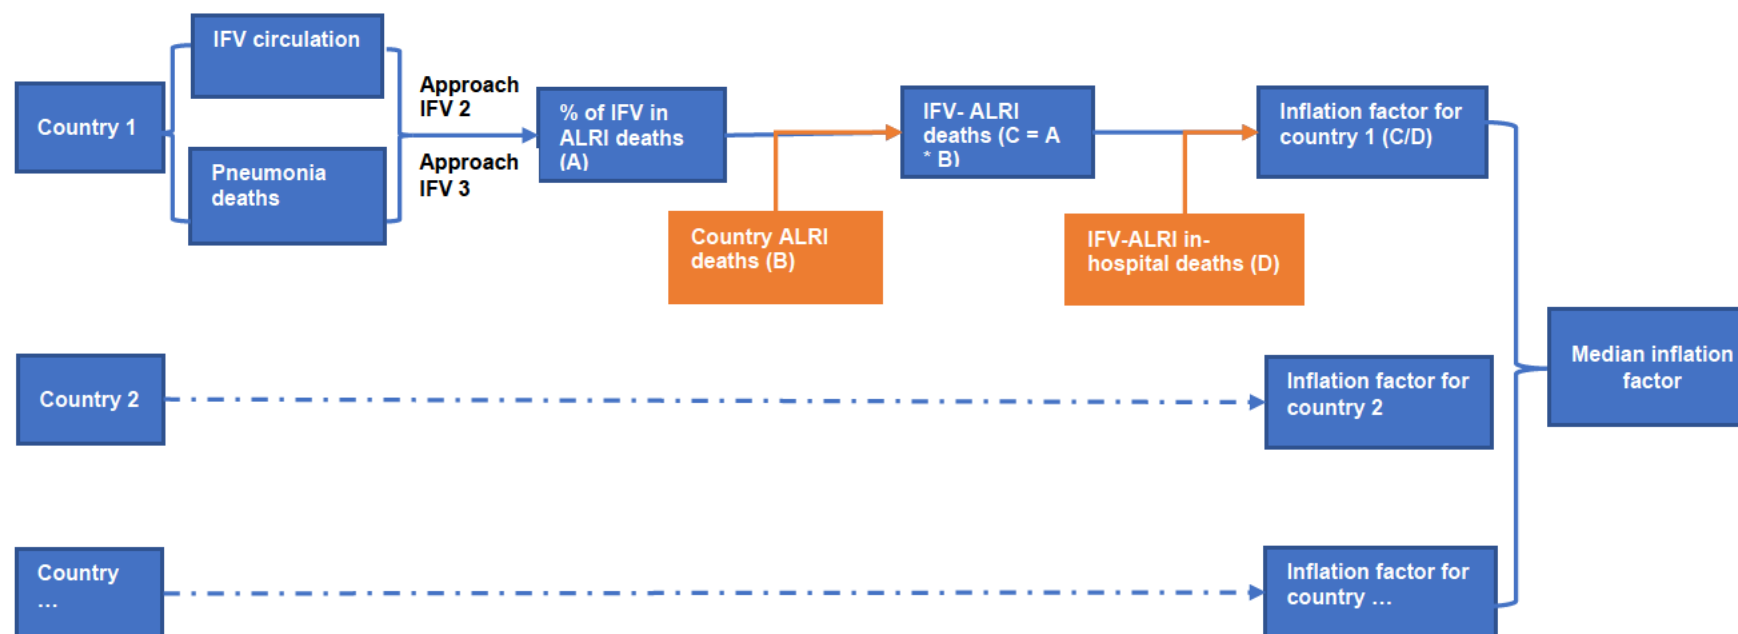 IFV circulation
Country 1
Pneumonia
deaths
Approach
IFV 2
Approach
IFV 3
% of IFV in
ALRI deaths
(A)
Country ALRI
deaths (B)
IFV- ALRI
deaths (C = A
* B)
IFV-ALRI in-
hospital deaths (D)
Inflation factor for
country 1 (C/D)
Country 2
Inflation factor for
country 2
Median inflation
factor
Country
...
Inflation factor for
country ...